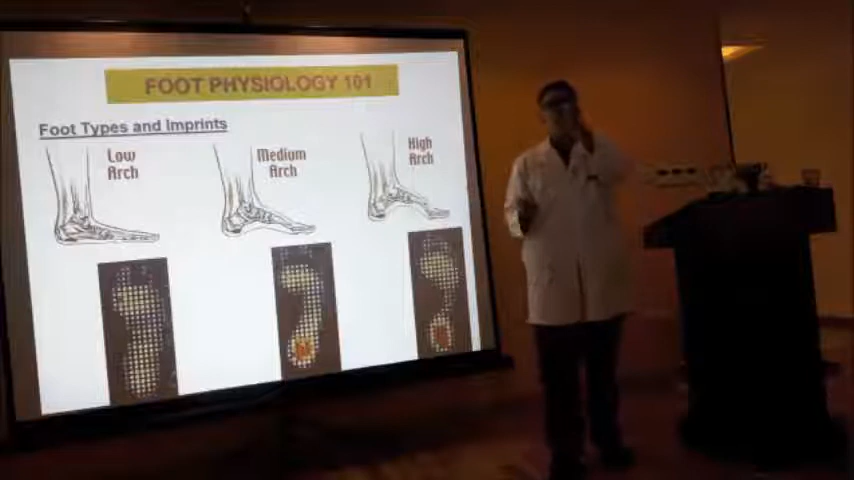 FOOT PHYSIOLOGY 101
Foot Types and Imprints
Low
Arch
Medium
Arch
High
Arch